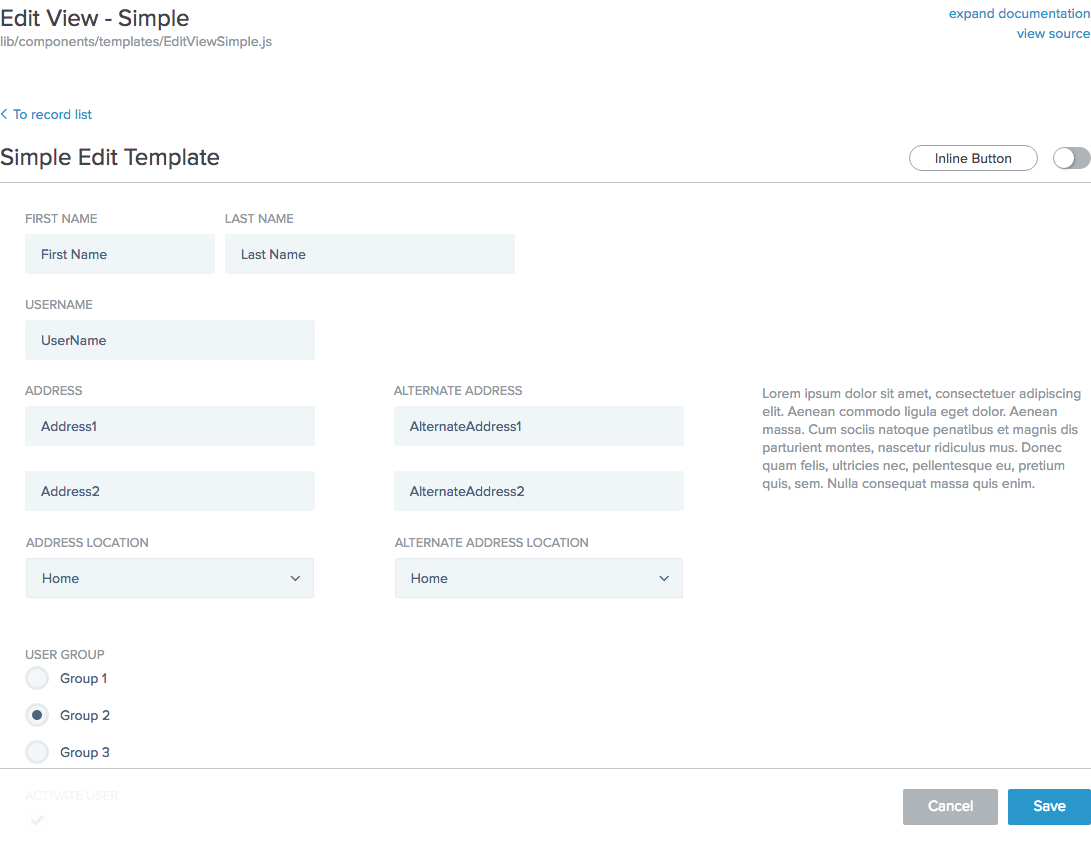 Edit View - Simple
expand documentation
lib/components/templates/EditViewSimple.js
view source
To record list
Simple Edit Template
Inline Button
FIRST NAME
LAST NAME
First Name
Last Name
USERNAME
UserName
ADDRESS
ALTERNATE ADDRESS
Address1
AlternateAddress1
Address2
AlternateAddress2
Lorem ipsum dolor sit amet, consectetuer adipiscing
elit. Aenean commodo ligula eget dolor. Aenean
massa. Cum sociis natoque penatibus et magnis dis
parturient montes, nascetur ridiculus mus. Donec
quam felis, ultricies nec, pellentesque eu, pretium
quis, sem. Nulla consequat massa quis enim.
ADDRESS LOCATION
ALTERNATE ADDRESS LOCATION
Home
Home
USER GROUP
Group 1
Group 2
Group 3
ACTIVATE USER
Cancel
Save